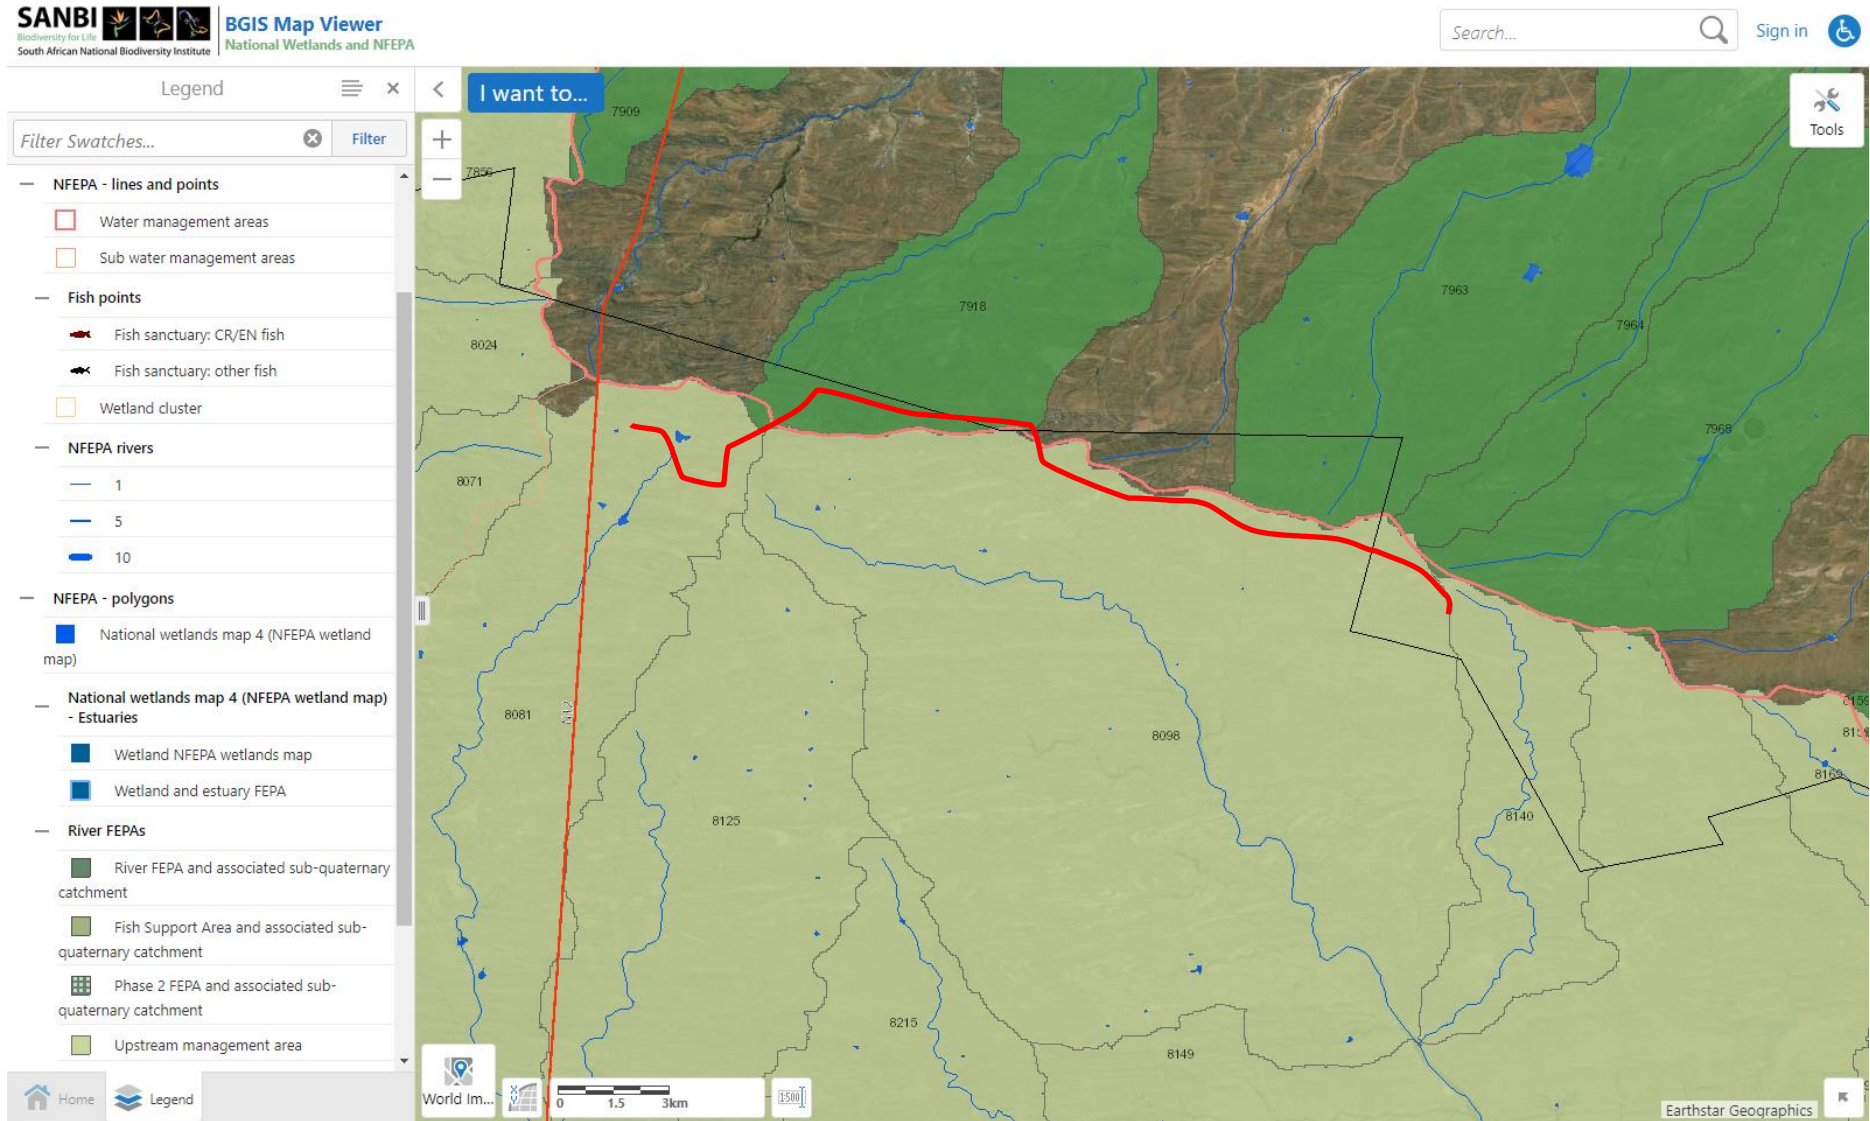 SANBI
Biodiversity for Life
South African National Biodiversity Institute
BGIS Map Viewer
National Wetlands and NFEPA
Search...
Sign in
Legend
I want to...
Filter Swatches...
Filter
Tools
NFEPA - lines and points
Water management areas
Sub water management areas
Fish points
Fish sanctuary: CR/EN fish
Fish sanctuary: other fish
Wetland cluster
NFEPA rivers
1
5
10
NFEPA - polygons
National wetlands map 4 (NFEPA wetland
map)
National wetlands map 4 (NFEPA wetland map)
- Estuaries
Wetland NFEPA wetlands map
Wetland and estuary FEPA
River FEPAs
River FEPA and associated sub-quaternary
catchment
Fish Support Area and associated sub-
quaternary catchment
Phase 2 FEPA and associated sub-
quaternary catchment
Upstream management area
Home
Legend
7909
7856
7918
7963
7964
8024
7968
8071
8081
N12
8098
8159
8169
8125
8140
8215
8149
World Im...
0 1.5 3km
1:500
Earthstar Geographics